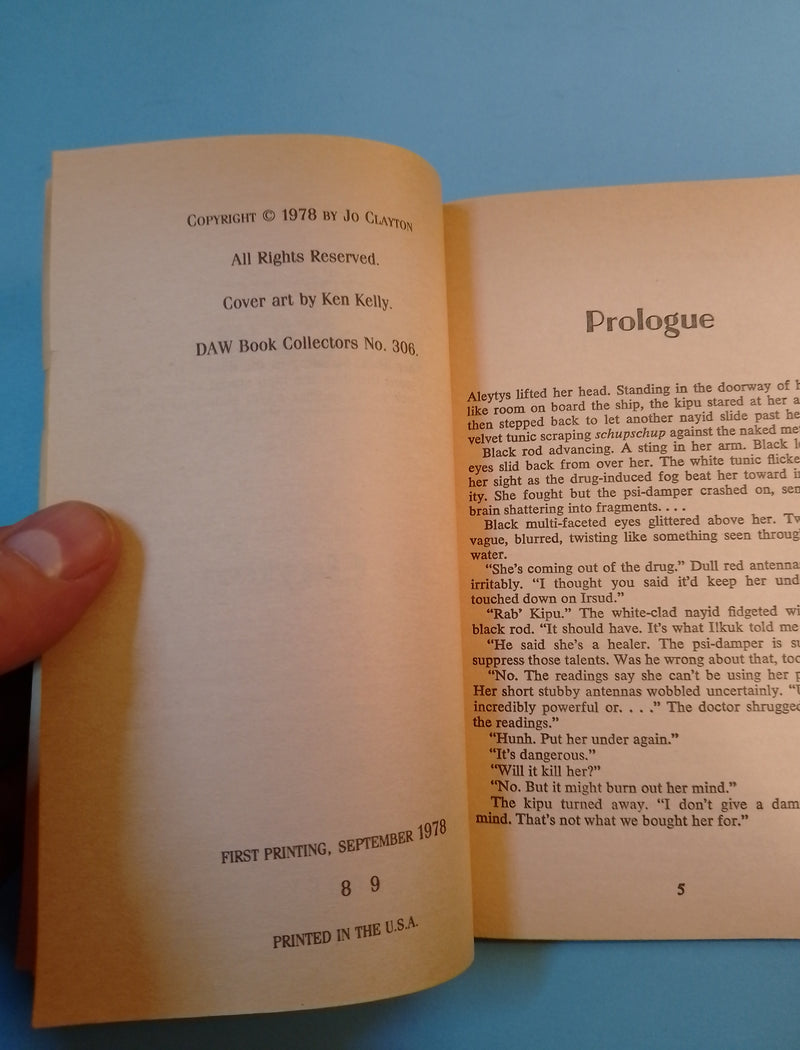 COPYRIGHT © 1978 BY JO CLAYTON
All Rights Reserved.
Cover art by Ken Kelly.
DAW Book Collectors No. 306.
FIRST PRINTING, SEPTEMBER 1978
8 9
PRINTED IN THE U.S.A.
Prologue
Aleytys lifted her head. Standing in the doorway of
like room on board the ship, the kipu stared at her
then stepped back to let another nayid slide past
velvet tunic scraping schupschup against the naked
Black rod advancing. A sting in her arm. Black
eyes slid back from over her. The white tunic
her sight as the drug-induced fog beat her toward
ity. She fought but the psi-damper crashed on,
brain shattering into fragments. . . .
Black multi-faceted eyes glittered above her.
vague, blurred, twisting like something seen
water.
“She’s coming out of the drug.” Dull red
irritably. “I thought you said it’d keep her
touched down on Irsud.”
“Rab’ Kipu.” The white-clad nayid fidgeted
black rod. “It should have. It’s what I!kuk told me
“He said she’s a healer. The psi-damper is
suppress those talents. Was he wrong about that,
“No. The readings say she can’t be using her
Her short stubby antennas wobbled uncertainly.
incredibly powerful or. . . .” The doctor shrugged
the readings.”
“Hunh. Put her under again.”
“It’s dangerous.”
“Will it kill her?”
“No. But it might burn out her mind.”
The kipu turned away. “I don’t give a
mind. That’s not what we bought her for.”
5